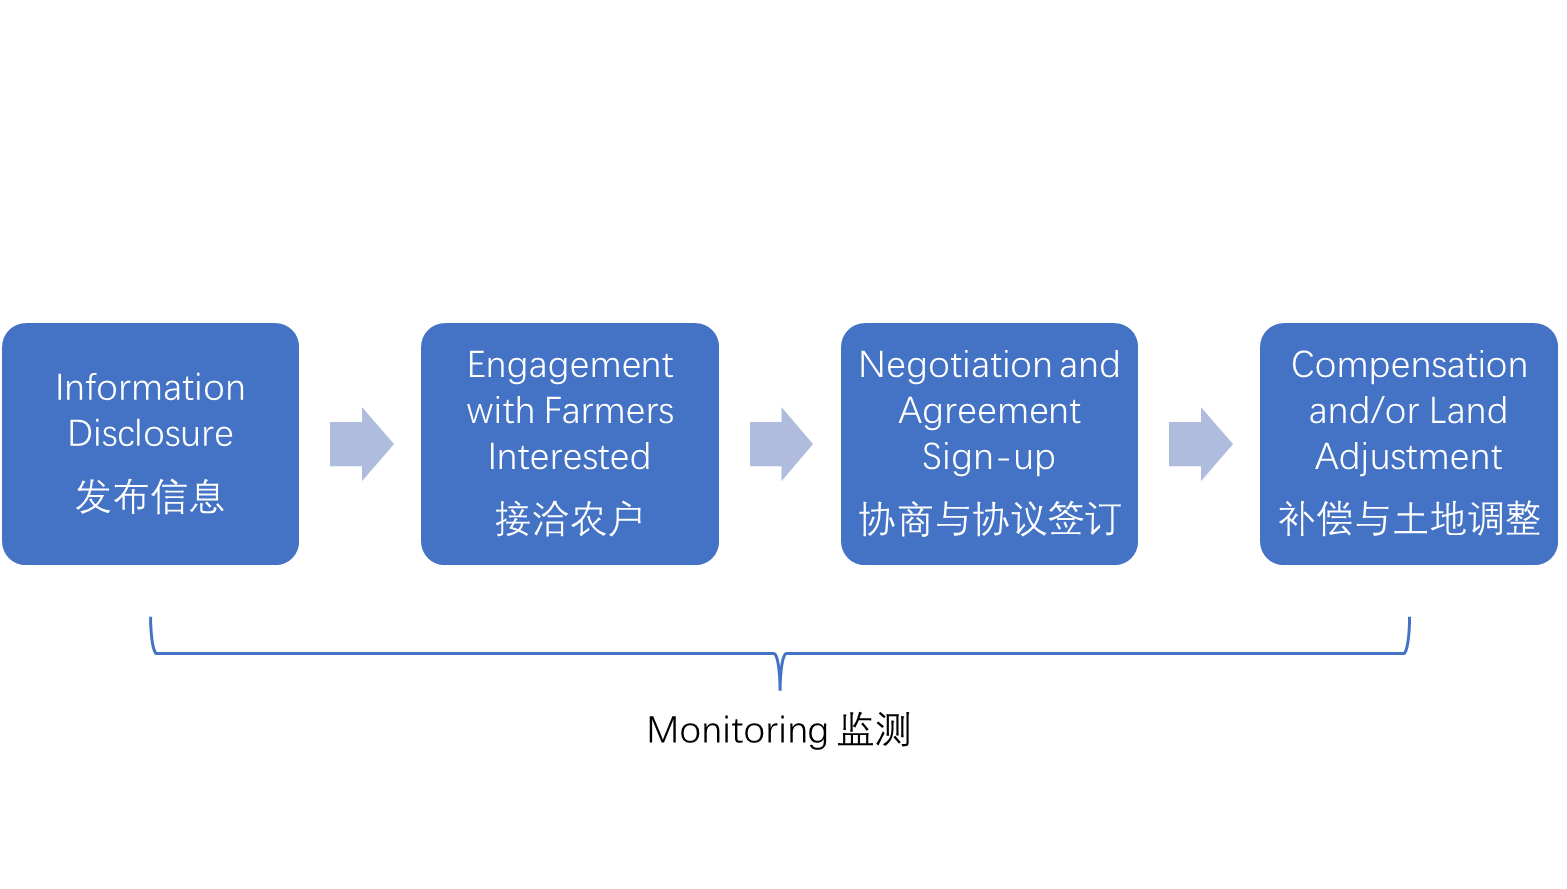 Information
Disclosure
发布信息
Engagement
with Farmers
Interested
接洽农户
Negotiation and
Agreement
Sign-up
协商与协议签订
Compensation
and/or Land
Adjustment
补偿与土地调整
Monitoring 监测